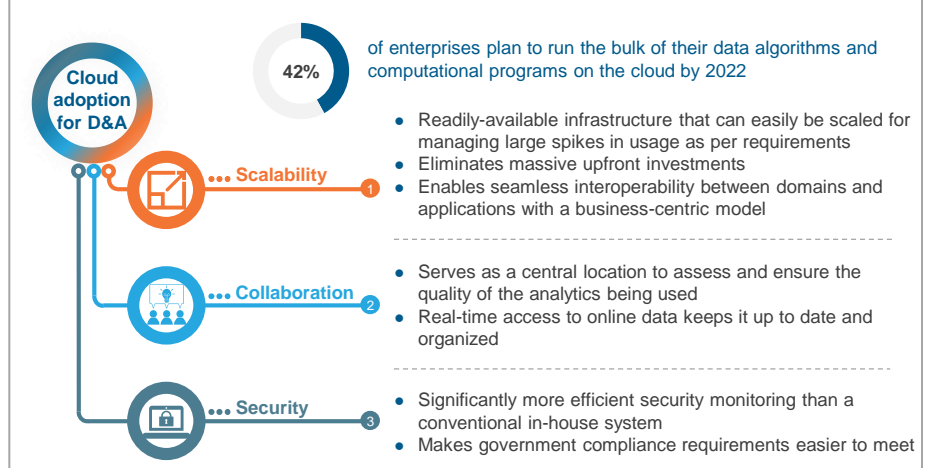 Cloud
adoption
for D&A
42%
of enterprises plan to run the bulk of their data algorithms and
computational programs on the cloud by 2022
Scalability
1
● Readily-available infrastructure that can easily be scaled for
managing large spikes in usage as per requirements
● Eliminates massive upfront investments
● Enables seamless interoperability between domains and
applications with a business-centric model
Collaboration
2
● Serves as a central location to assess and ensure the
quality of the analytics being used
● Real-time access to online data keeps it up to date and
organized
Security
3
● Significantly more efficient security monitoring than a
conventional in-house system
● Makes government compliance requirements easier to meet